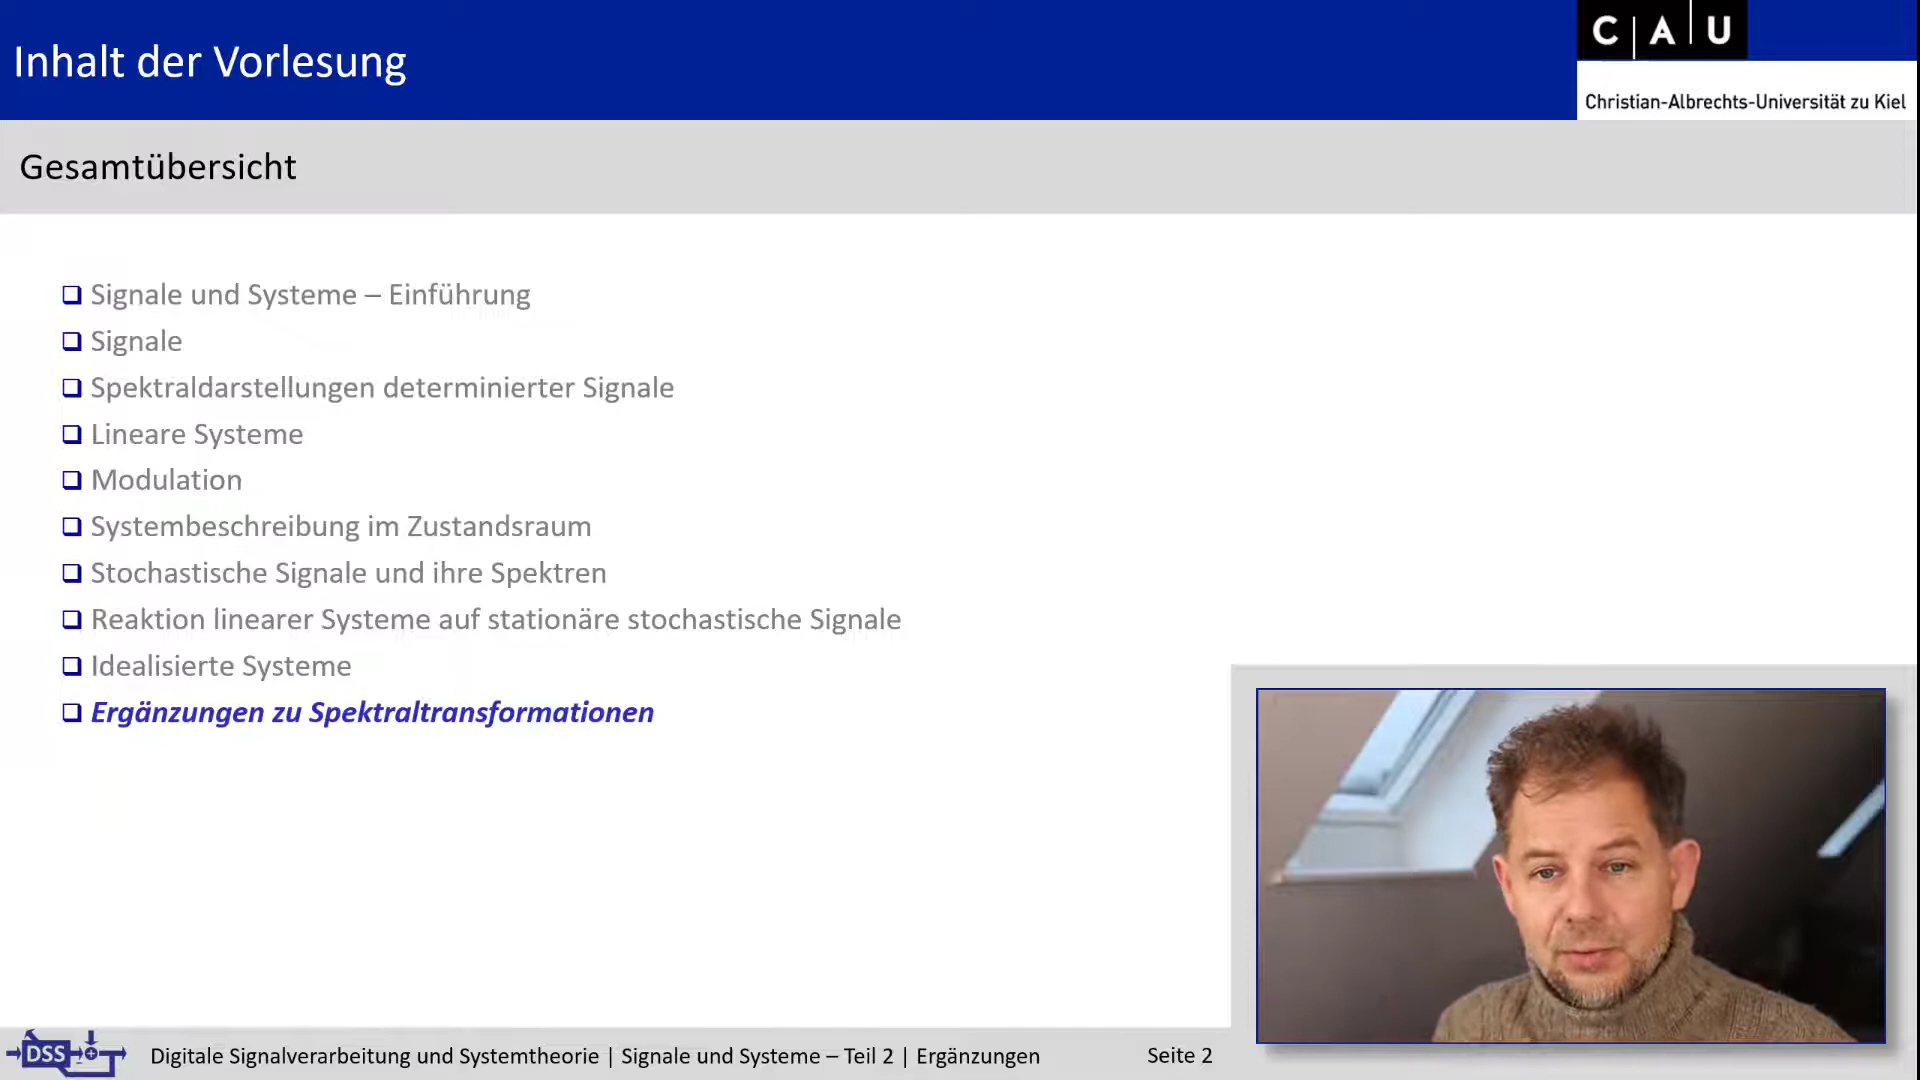 Inhalt der Vorlesung
C A U
Christian-Albrechts-Universität zu Kiel
Gesamtübersicht
Signale und Systeme – Einführung
Signale
Spektraldarstellungen determinierter Signale
Lineare Systeme
Modulation
Systembeschreibung im Zustandsraum
Stochastische Signale und ihre Spektren
Reaktion linearer Systeme auf stationäre stochastische Signale
Idealisierte Systeme
Ergänzungen zu Spektraltransformationen
DSS
Digitale Signalverarbeitung und Systemtheorie | Signale und Systeme – Teil 2 | Ergänzungen
Seite 2